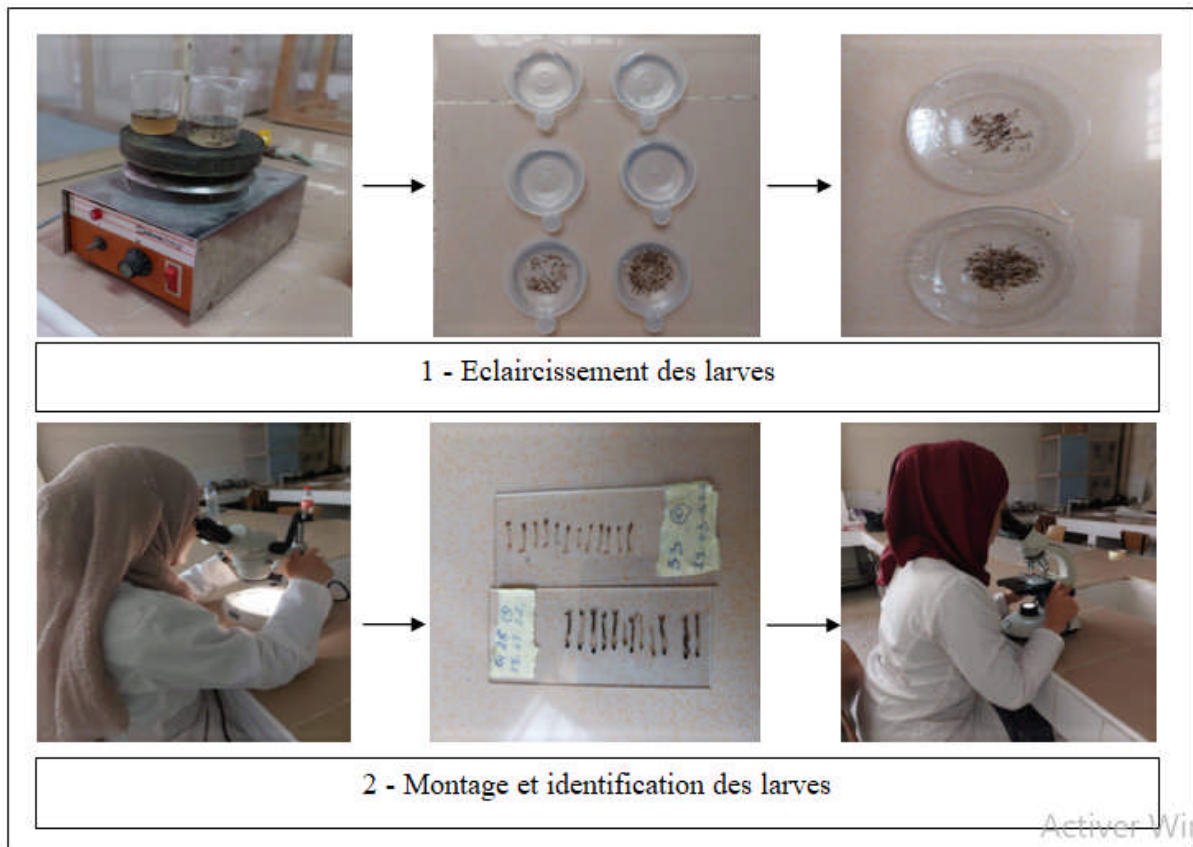 1 - Eclaircissement des larves
2 - Montage et identification des larves
Activer Wi